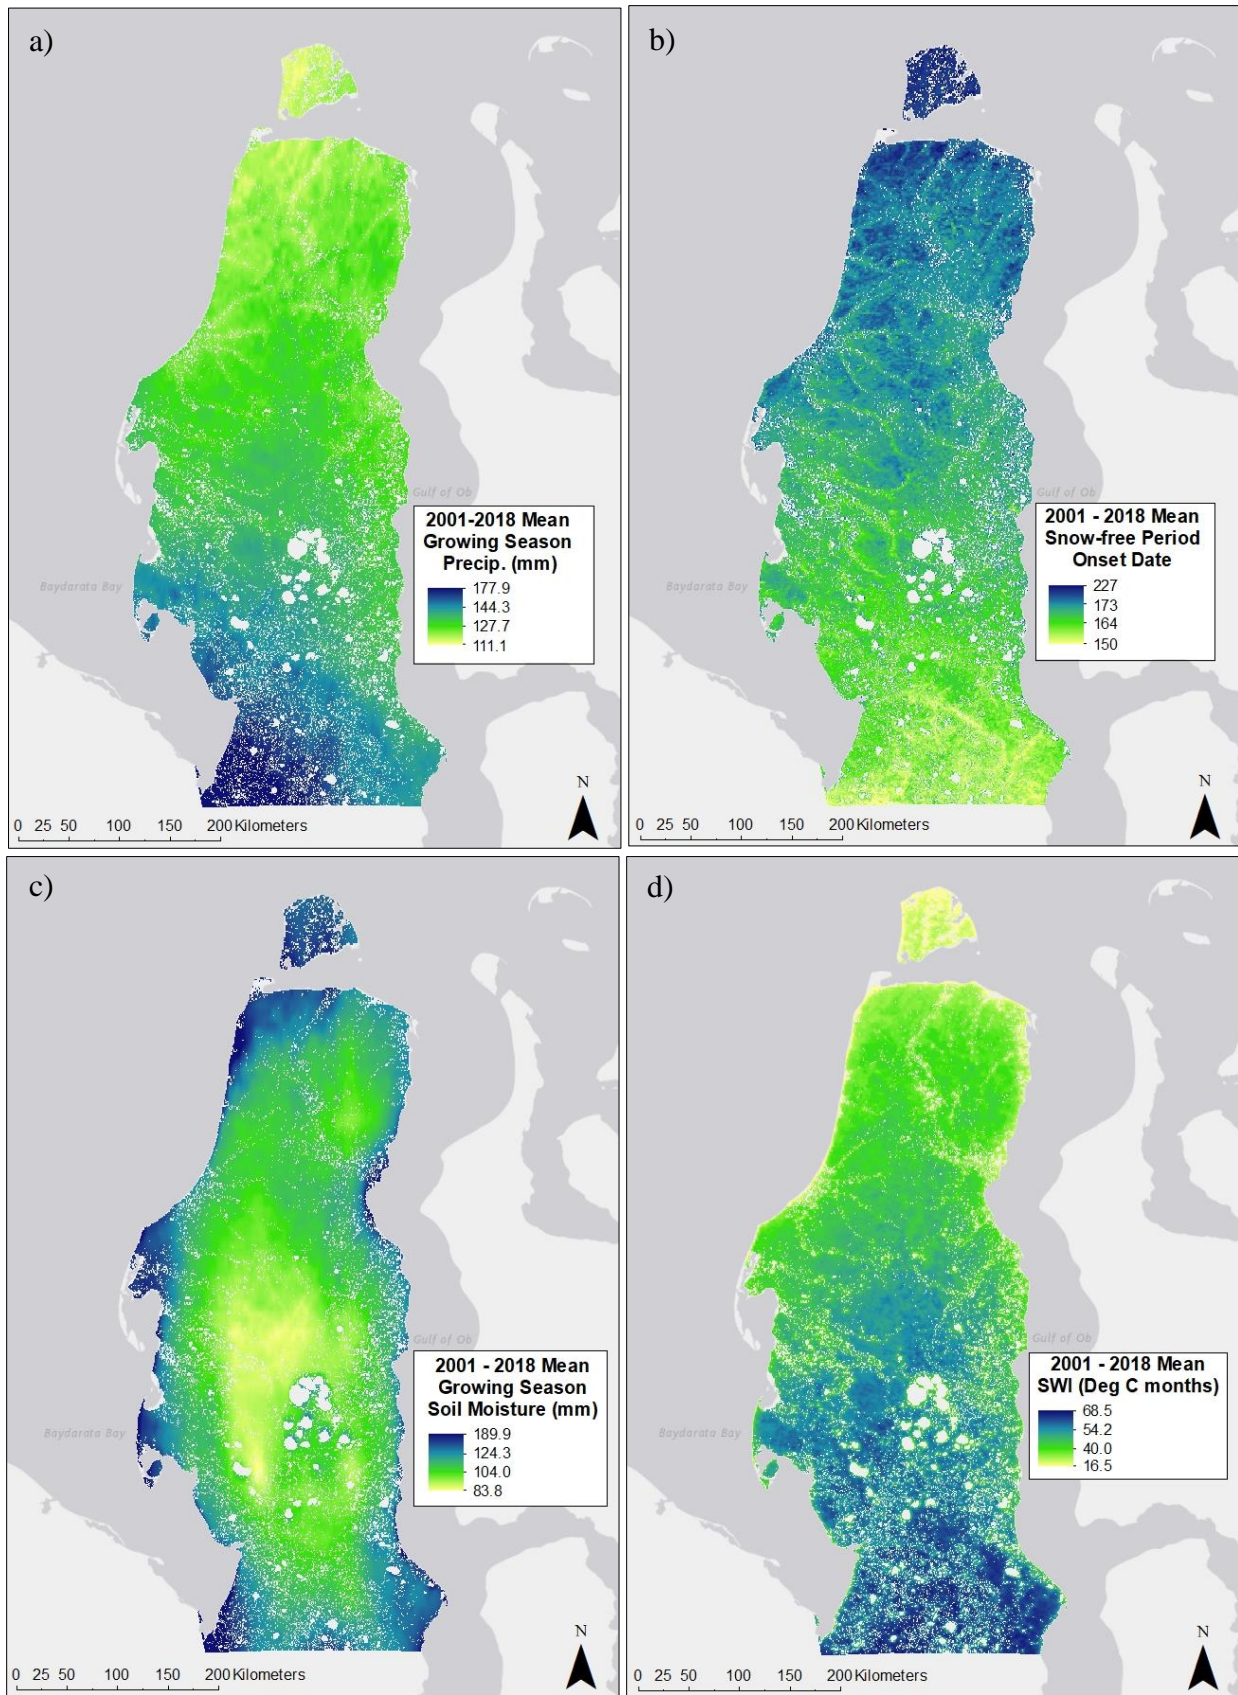 a)
Gulf of Ob
2001-2018 Mean
Growing Season
Precip. (mm)
177.9
144.3
127.7
111.1
Baydarata Bay
N
0 25 50 100 150 200 Kilometers
b)
Gulf of Ob
2001 - 2018 Mean
Snow-free Period
Onset Date
227
173
164
150
Baydarata Bay
N
0 25 50 100 150 200 Kilometers
c)
Gulf of Ob
2001 - 2018 Mean
Growing Season
Soil Moisture (mm)
189.9
124.3
104.0
83.8
Baydarata Bay
N
0 25 50 100 150 200 Kilometers
d)
Gulf of Ob
2001 - 2018 Mean
SWI (Deg C months)
68.5
54.2
40.0
16.5
Baydarata Bay
N
0 25 50 100 150 200 Kilometers